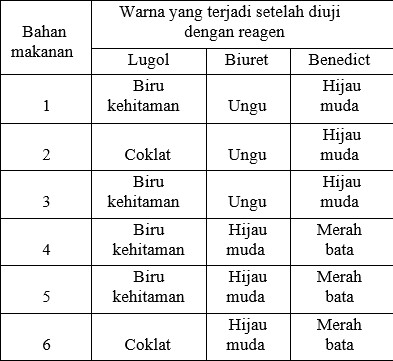 Bahan makanan
Warna yang terjadi setelah diuji
dengan reagen
Lugol Biuret Benedict
1 Biru kehitaman Ungu Hijau muda
2 Coklat Ungu Hijau muda
3 Biru kehitaman Ungu Hijau muda
4 Biru kehitaman Hijau muda Merah bata
5 Biru kehitaman Hijau muda Merah bata
6 Coklat Hijau muda Merah bata